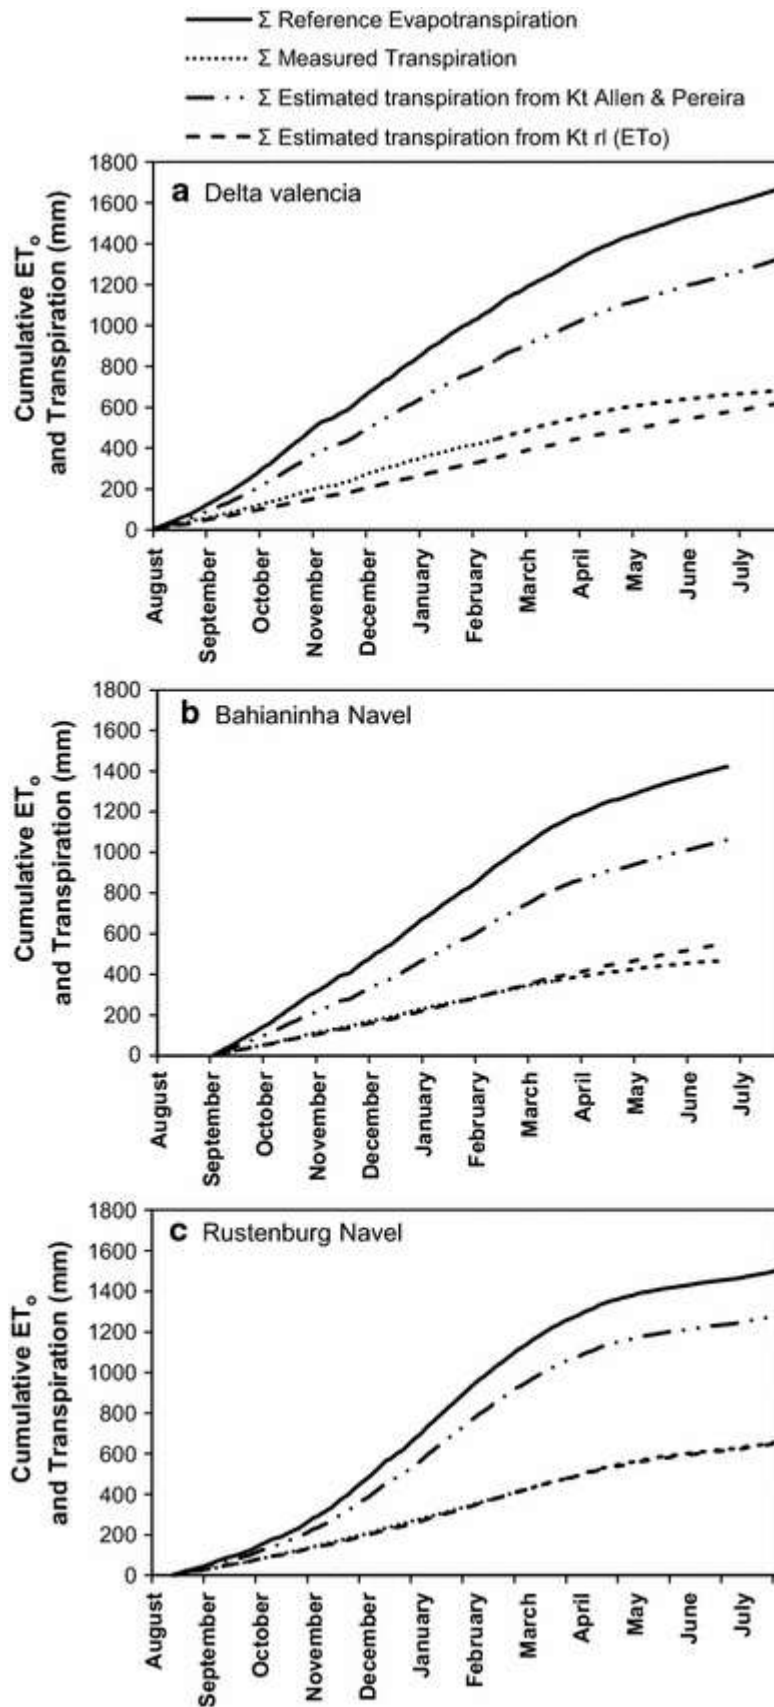 Σ Reference Evapotranspiration
Σ Measured Transpiration
Σ Estimated transpiration from Kt Allen & Pereira
Σ Estimated transpiration from Kt rl (ETo)
a Delta valencia
Cumulative ETo
and Transpiration (mm)
1800
1600
1400
1200
1000
800
600
400
200
0
August
September
October
November
December
January
February
March
April
May
June
July
b Bahianinha Navel
Cumulative ETo
and Transpiration (mm)
1800
1600
1400
1200
1000
800
600
400
200
0
August
September
October
November
December
January
February
March
April
May
June
July
c Rustenburg Navel
Cumulative ETo
and Transpiration (mm)
1800
1600
1400
1200
1000
800
600
400
200
0
August
September
October
November
December
January
February
March
April
May
June
July